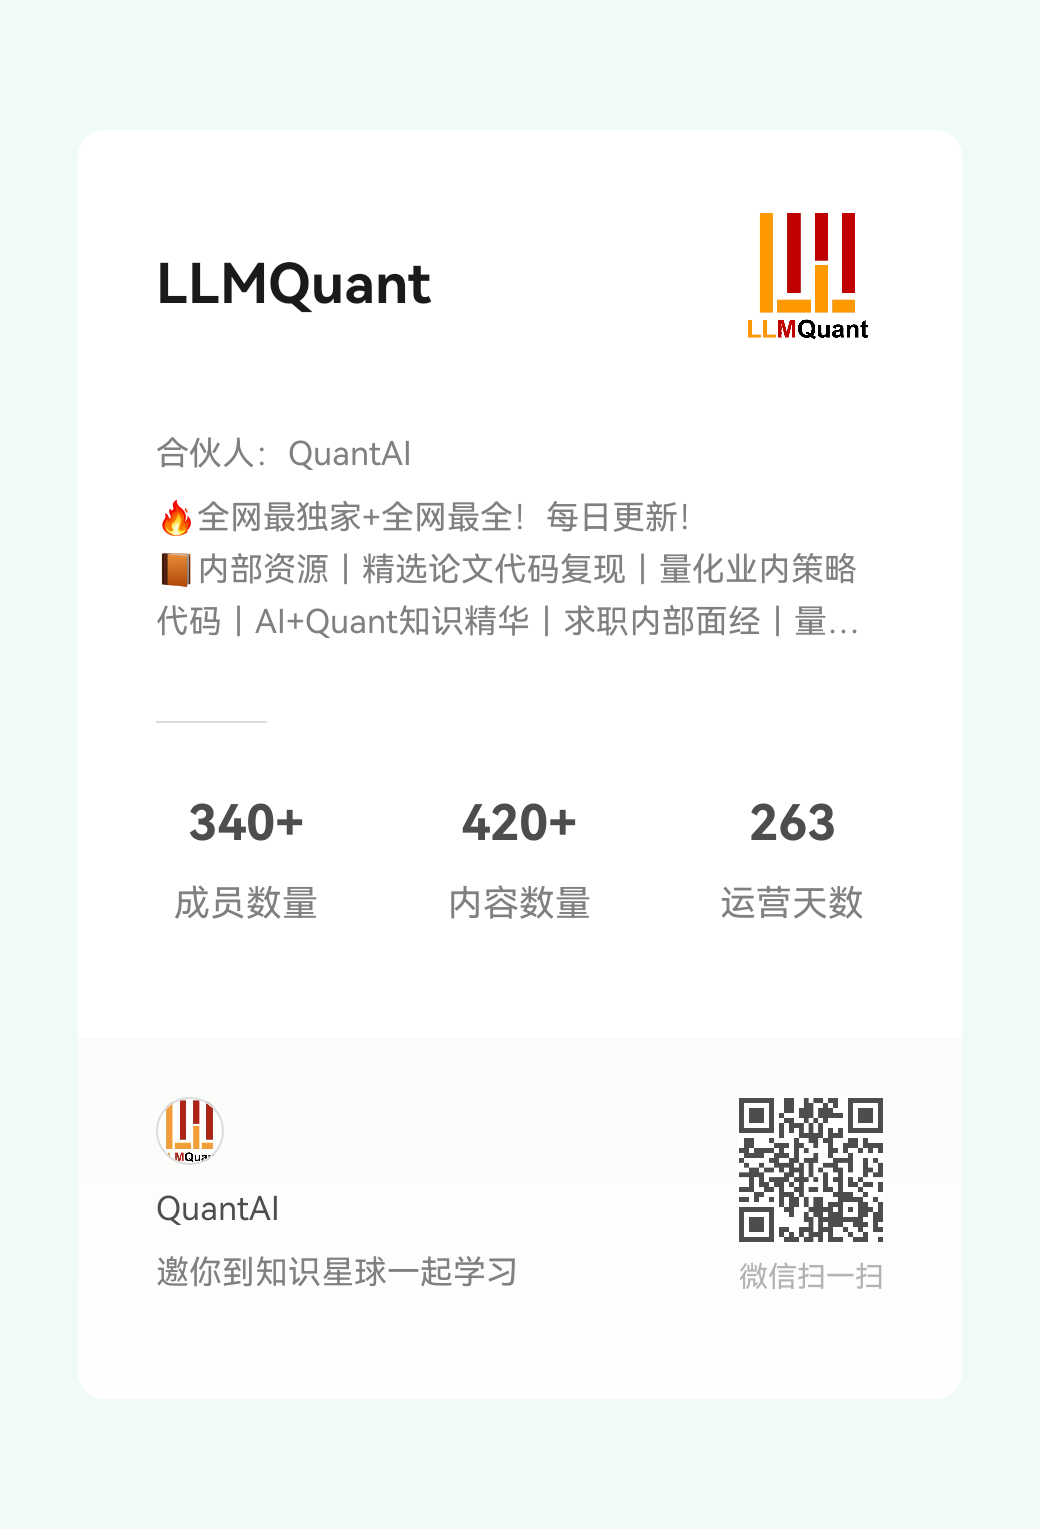 LLMQuant
LLMQuant
合伙人：QuantAI
🔥全网最独家+全网最全！每日更新！
📙内部资源｜精选论文代码复现｜量化业内策略
代码｜AI+Quant知识精华｜求职内部面经｜量...
340+
420+
263
成员数量
内容数量
运营天数
LMQuan
QuantAI
邀你到知识星球一起学习
微信扫一扫